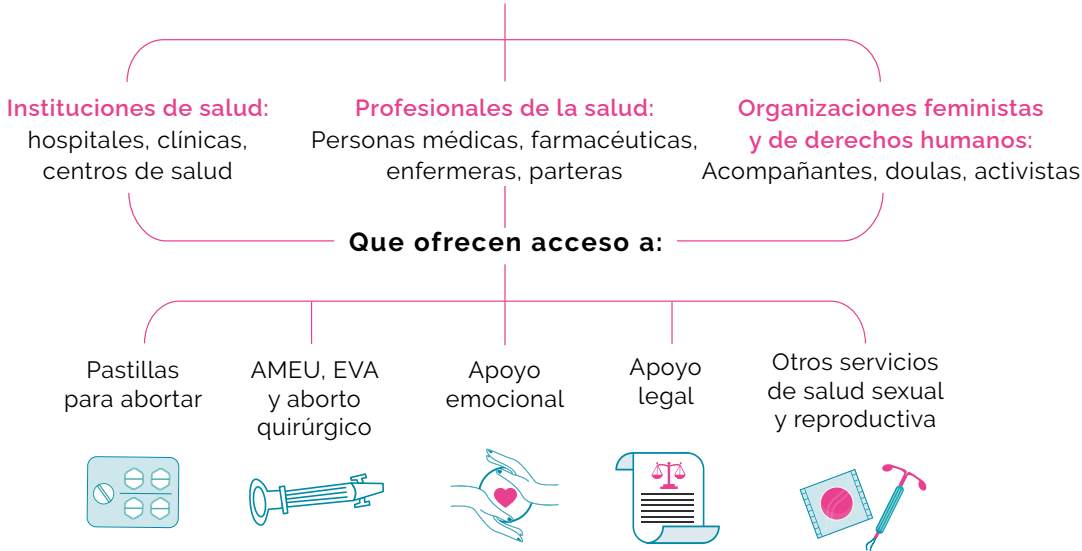 Instituciones de salud:
hospitales, clínicas,
centros de salud
Profesionales de la salud:
Personas médicas, farmacéuticas,
enfermeras, parteras
Organizaciones feministas
y de derechos humanos:
Acompañantes, doulas, activistas
Que ofrecen acceso a:
Pastillas
para abortar
AMEU, EVA
y aborto
quirúrgico
Apoyo
emocional
Apoyo
legal
Otros servicios
de salud sexual
y reproductiva